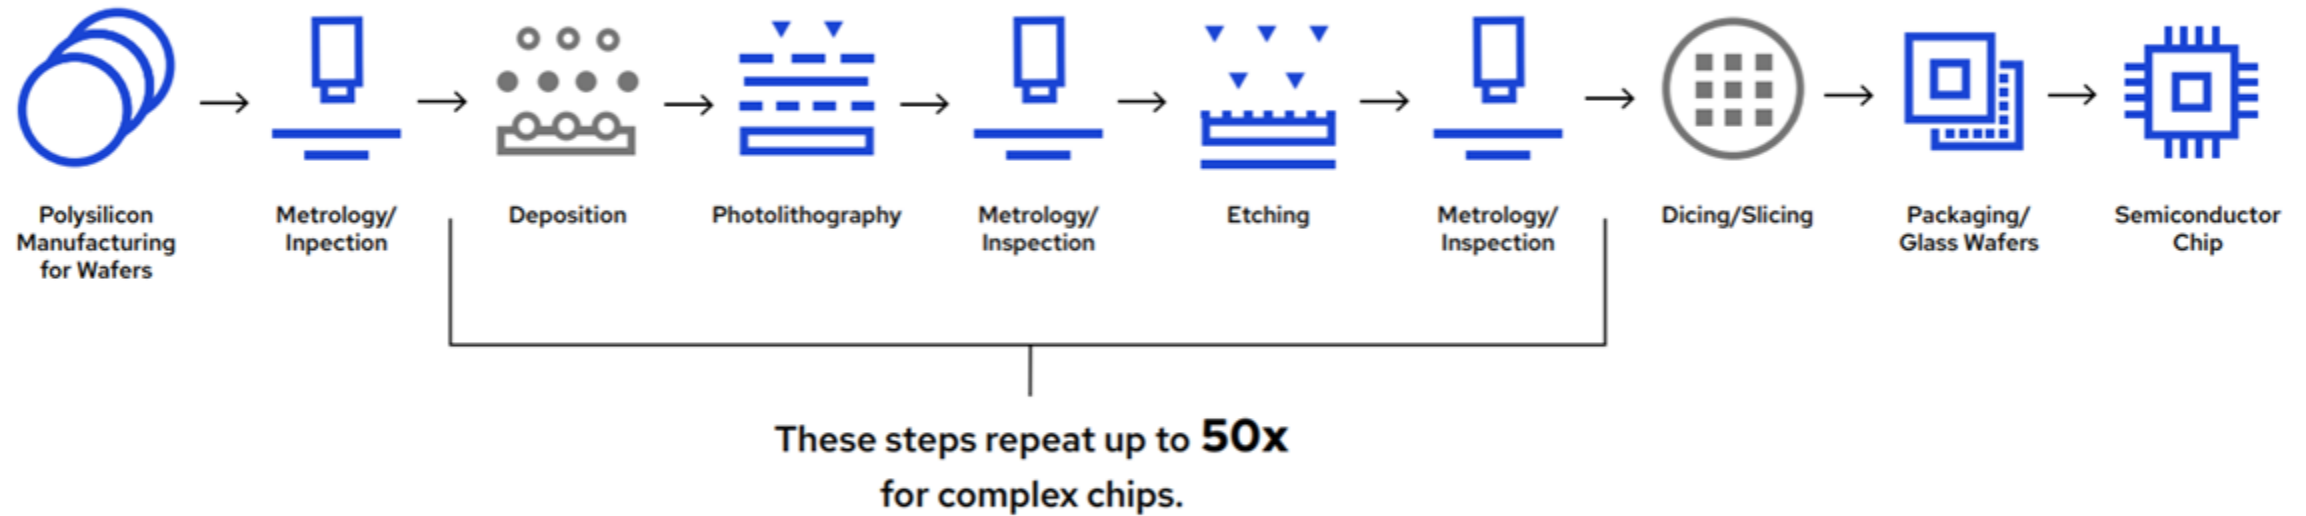 Polysilicon
Manufacturing
for Wafers
Metrology/
Inpection
Deposition
Photolithography
Metrology/
Inspection
Etching
Metrology/
Inspection
Dicing/Slicing
Packaging/
Glass Wafers
Semiconductor
Chip
These steps repeat up to 50x
for complex chips.